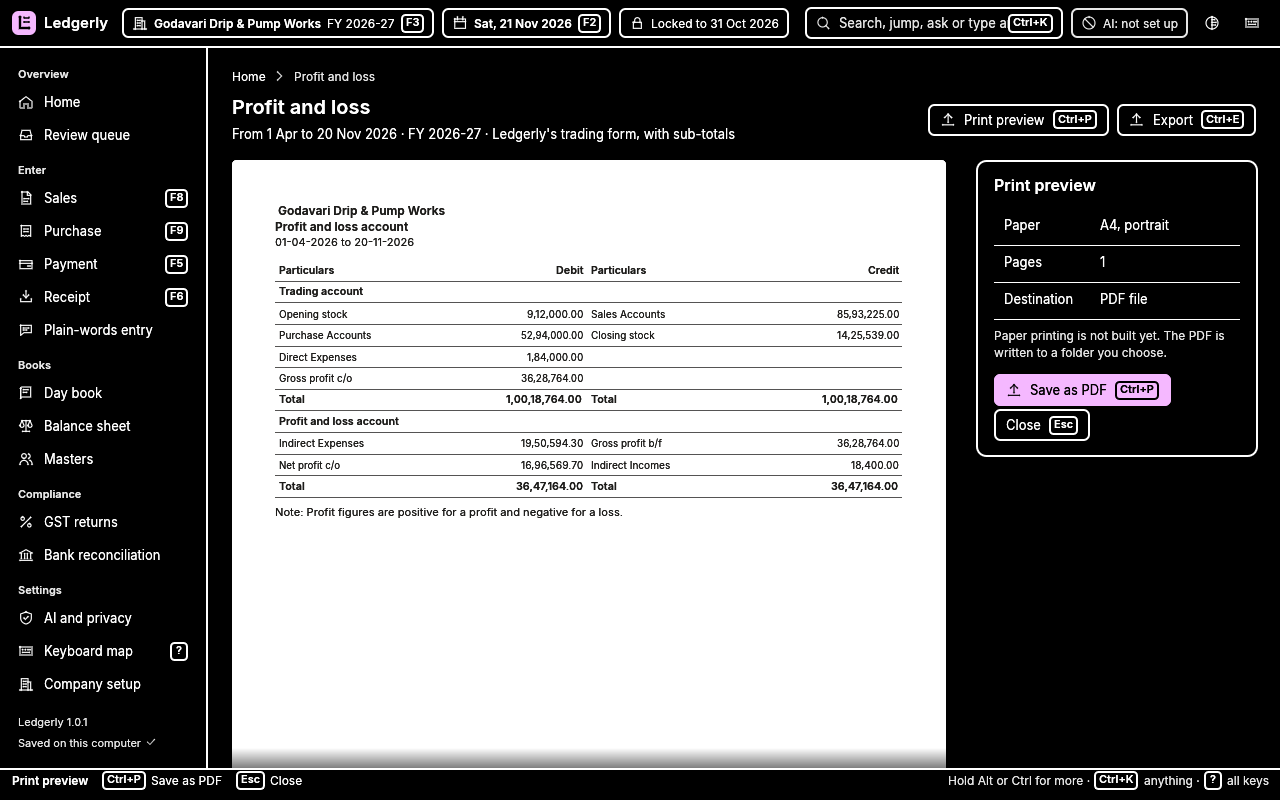 Ledgerly
Godavari Drip & Pump Works FY 2026-27 F3
Sat, 21 Nov 2026 F2
Locked to 31 Oct 2026
Search, jump, ask or type a Ctrl+K
AI: not set up
Overview
Home
Review queue
Enter
Sales F8
Purchase F9
Payment F5
Receipt F6
Plain-words entry
Books
Day book
Balance sheet
Masters
Compliance
GST returns
Bank reconciliation
Settings
AI and privacy
Keyboard map ?
Company setup
Ledgerly 1.0.1
Saved on this computer
Home > Profit and loss
Profit and loss
From 1 Apr to 20 Nov 2026 · FY 2026-27 · Ledgerly's trading form, with sub-totals
Print preview Ctrl+P
Export Ctrl+E
Godavari Drip & Pump Works
Profit and loss account
01-04-2026 to 20-11-2026
Particulars Debit Particulars Credit
Trading account
Opening stock 9,12,000.00 Sales Accounts 85,93,225.00
Purchase Accounts 52,94,000.00 Closing stock 14,25,539.00
Direct Expenses 1,84,000.00
Gross profit c/o 36,28,764.00
Total 1,00,18,764.00 Total 1,00,18,764.00
Profit and loss account
Indirect Expenses 19,50,594.30 Gross profit b/f 36,28,764.00
Net profit c/o 16,96,569.70 Indirect Incomes 18,400.00
Total 36,47,164.00 Total 36,47,164.00
Note: Profit figures are positive for a profit and negative for a loss.
Print preview
Paper A4, portrait
Pages 1
Destination PDF file
Paper printing is not built yet. The PDF is
written to a folder you choose.
Save as PDF Ctrl+P
Close Esc
Print preview Ctrl+P Save as PDF Esc Close
Hold Alt or Ctrl for more · Ctrl+K anything · ? all keys